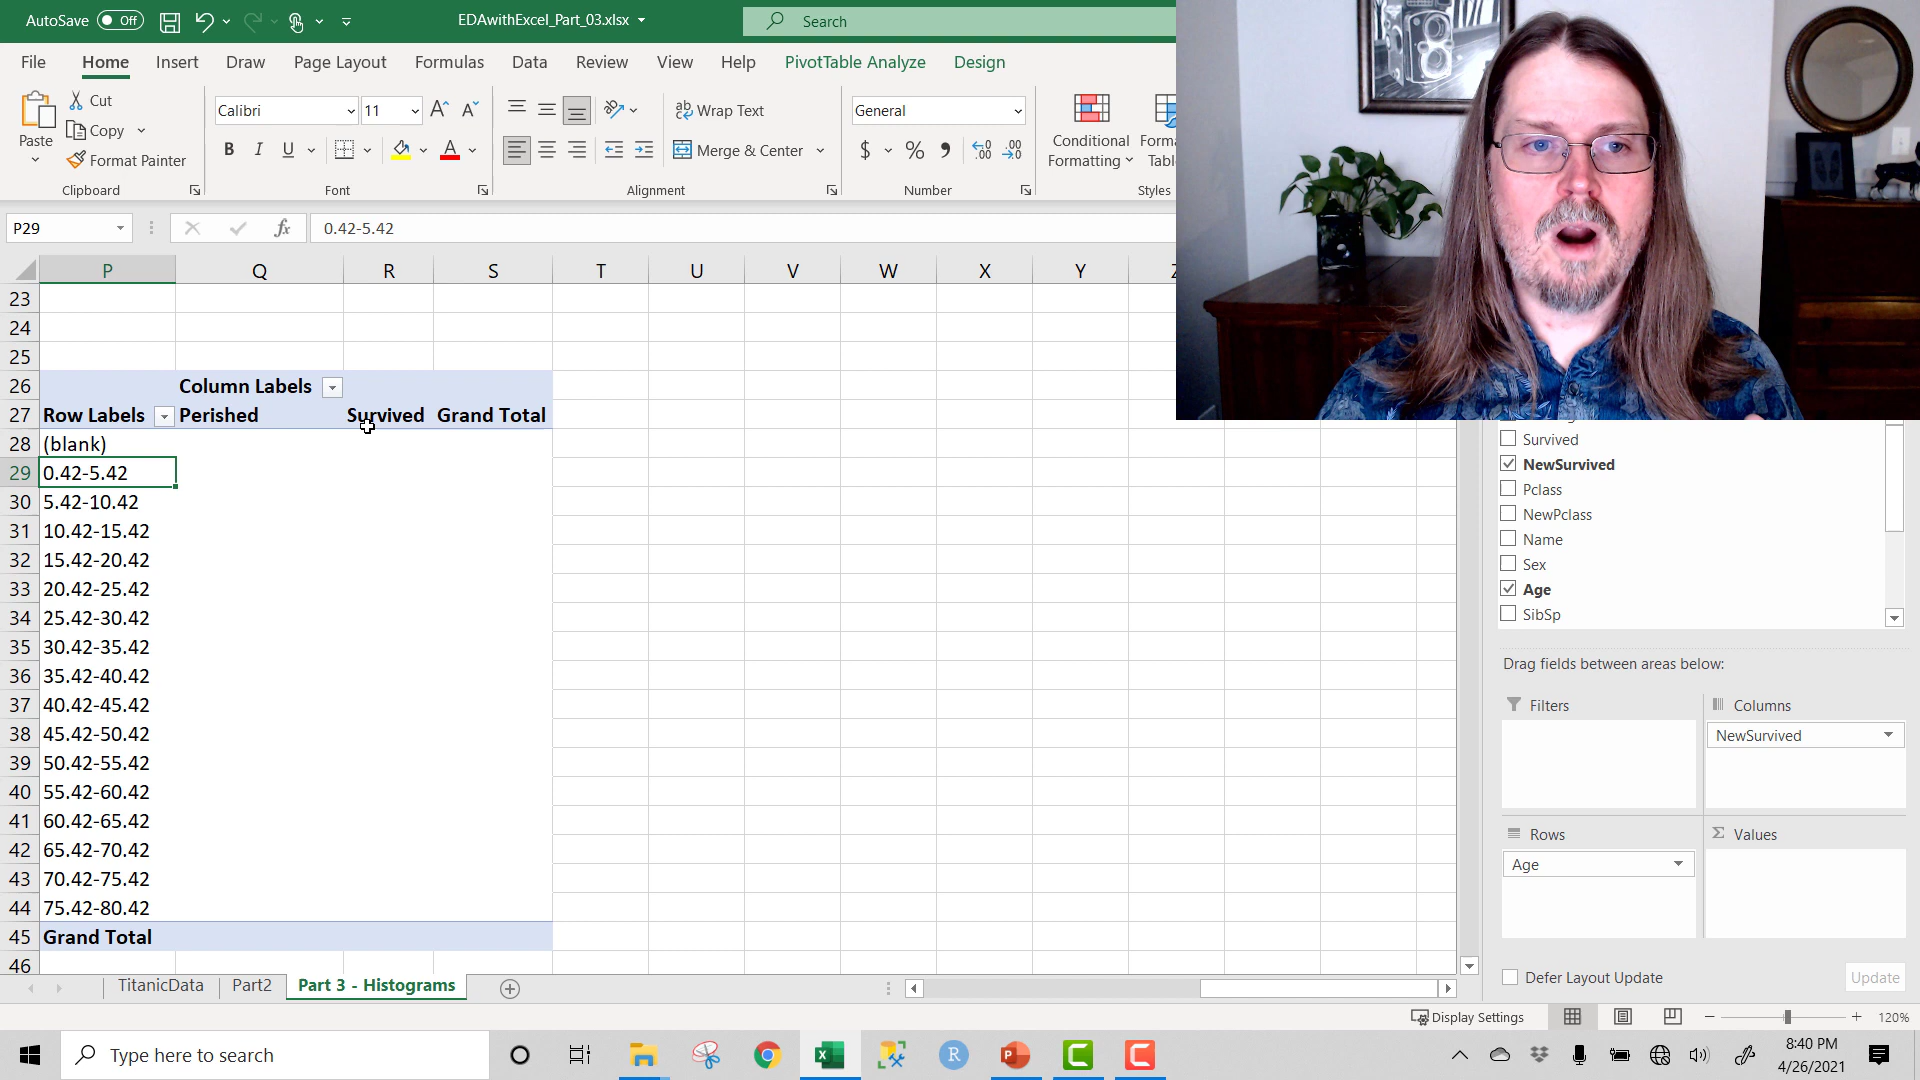 AutoSave Off
EDAwithExcel_Part_03.xlsx
Search
File Home Insert Draw Page Layout Formulas Data Review View Help PivotTable Analyze Design
Paste
Cut
Copy
Format Painter
Clipboard
Calibri 11
B I U
Font
Wrap Text
Merge & Center
Alignment
General
$ % 9
Number
Conditional
Formatting
Styles
P29
fx 0.42-5.42
P Q R S T U V W X Y
23
24
25
26 Column Labels
27 Row Labels Perished Survived Grand Total
28 (blank)
29 0.42-5.42
30 5.42-10.42
31 10.42-15.42
32 15.42-20.42
33 20.42-25.42
34 25.42-30.42
35 30.42-35.42
36 35.42-40.42
37 40.42-45.42
38 45.42-50.42
39 50.42-55.42
40 55.42-60.42
41 60.42-65.42
42 65.42-70.42
43 70.42-75.42
44 75.42-80.42
45 Grand Total
46
Survived
NewSurvived
Pclass
NewPclass
Name
Sex
Age
SibSp
Drag fields between areas below:
Filters
Columns
NewSurvived
Rows
Age
Values
Defer Layout Update
Update
TitanicData Part2 Part 3 - Histograms
Display Settings
120%
Type here to search
8:40 PM
4/26/2021